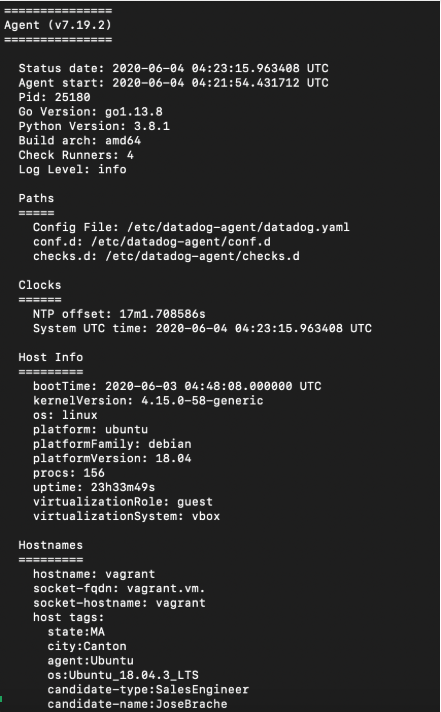 ===============
Agent (v7.19.2)
===============
Status date: 2020-06-04 04:23:15.963408 UTC
Agent start: 2020-06-04 04:21:54.431712 UTC
Pid: 25180
Go Version: go1.13.8
Python Version: 3.8.1
Build arch: amd64
Check Runners: 4
Log Level: info
Paths
=====
Config File: /etc/datadog-agent/datadog.yaml
conf.d: /etc/datadog-agent/conf.d
checks.d: /etc/datadog-agent/checks.d
Clocks
======
NTP offset: 17m1.708586s
System UTC time: 2020-06-04 04:23:15.963408 UTC
Host Info
=========
bootTime: 2020-06-03 04:48:08.000000 UTC
kernelVersion: 4.15.0-58-generic
os: linux
platform: ubuntu
platformFamily: debian
platformVersion: 18.04
procs: 156
uptime: 23h33m49s
virtualizationRole: guest
virtualizationSystem: vbox
Hostnames
=========
hostname: vagrant
socket-fqdn: vagrant.vm.
socket-hostname: vagrant
host tags:
state:MA
city:Canton
agent:Ubuntu
os:Ubuntu_18.04.3_LTS
candidate-type:SalesEngineer
candidate-name:JoseBrache